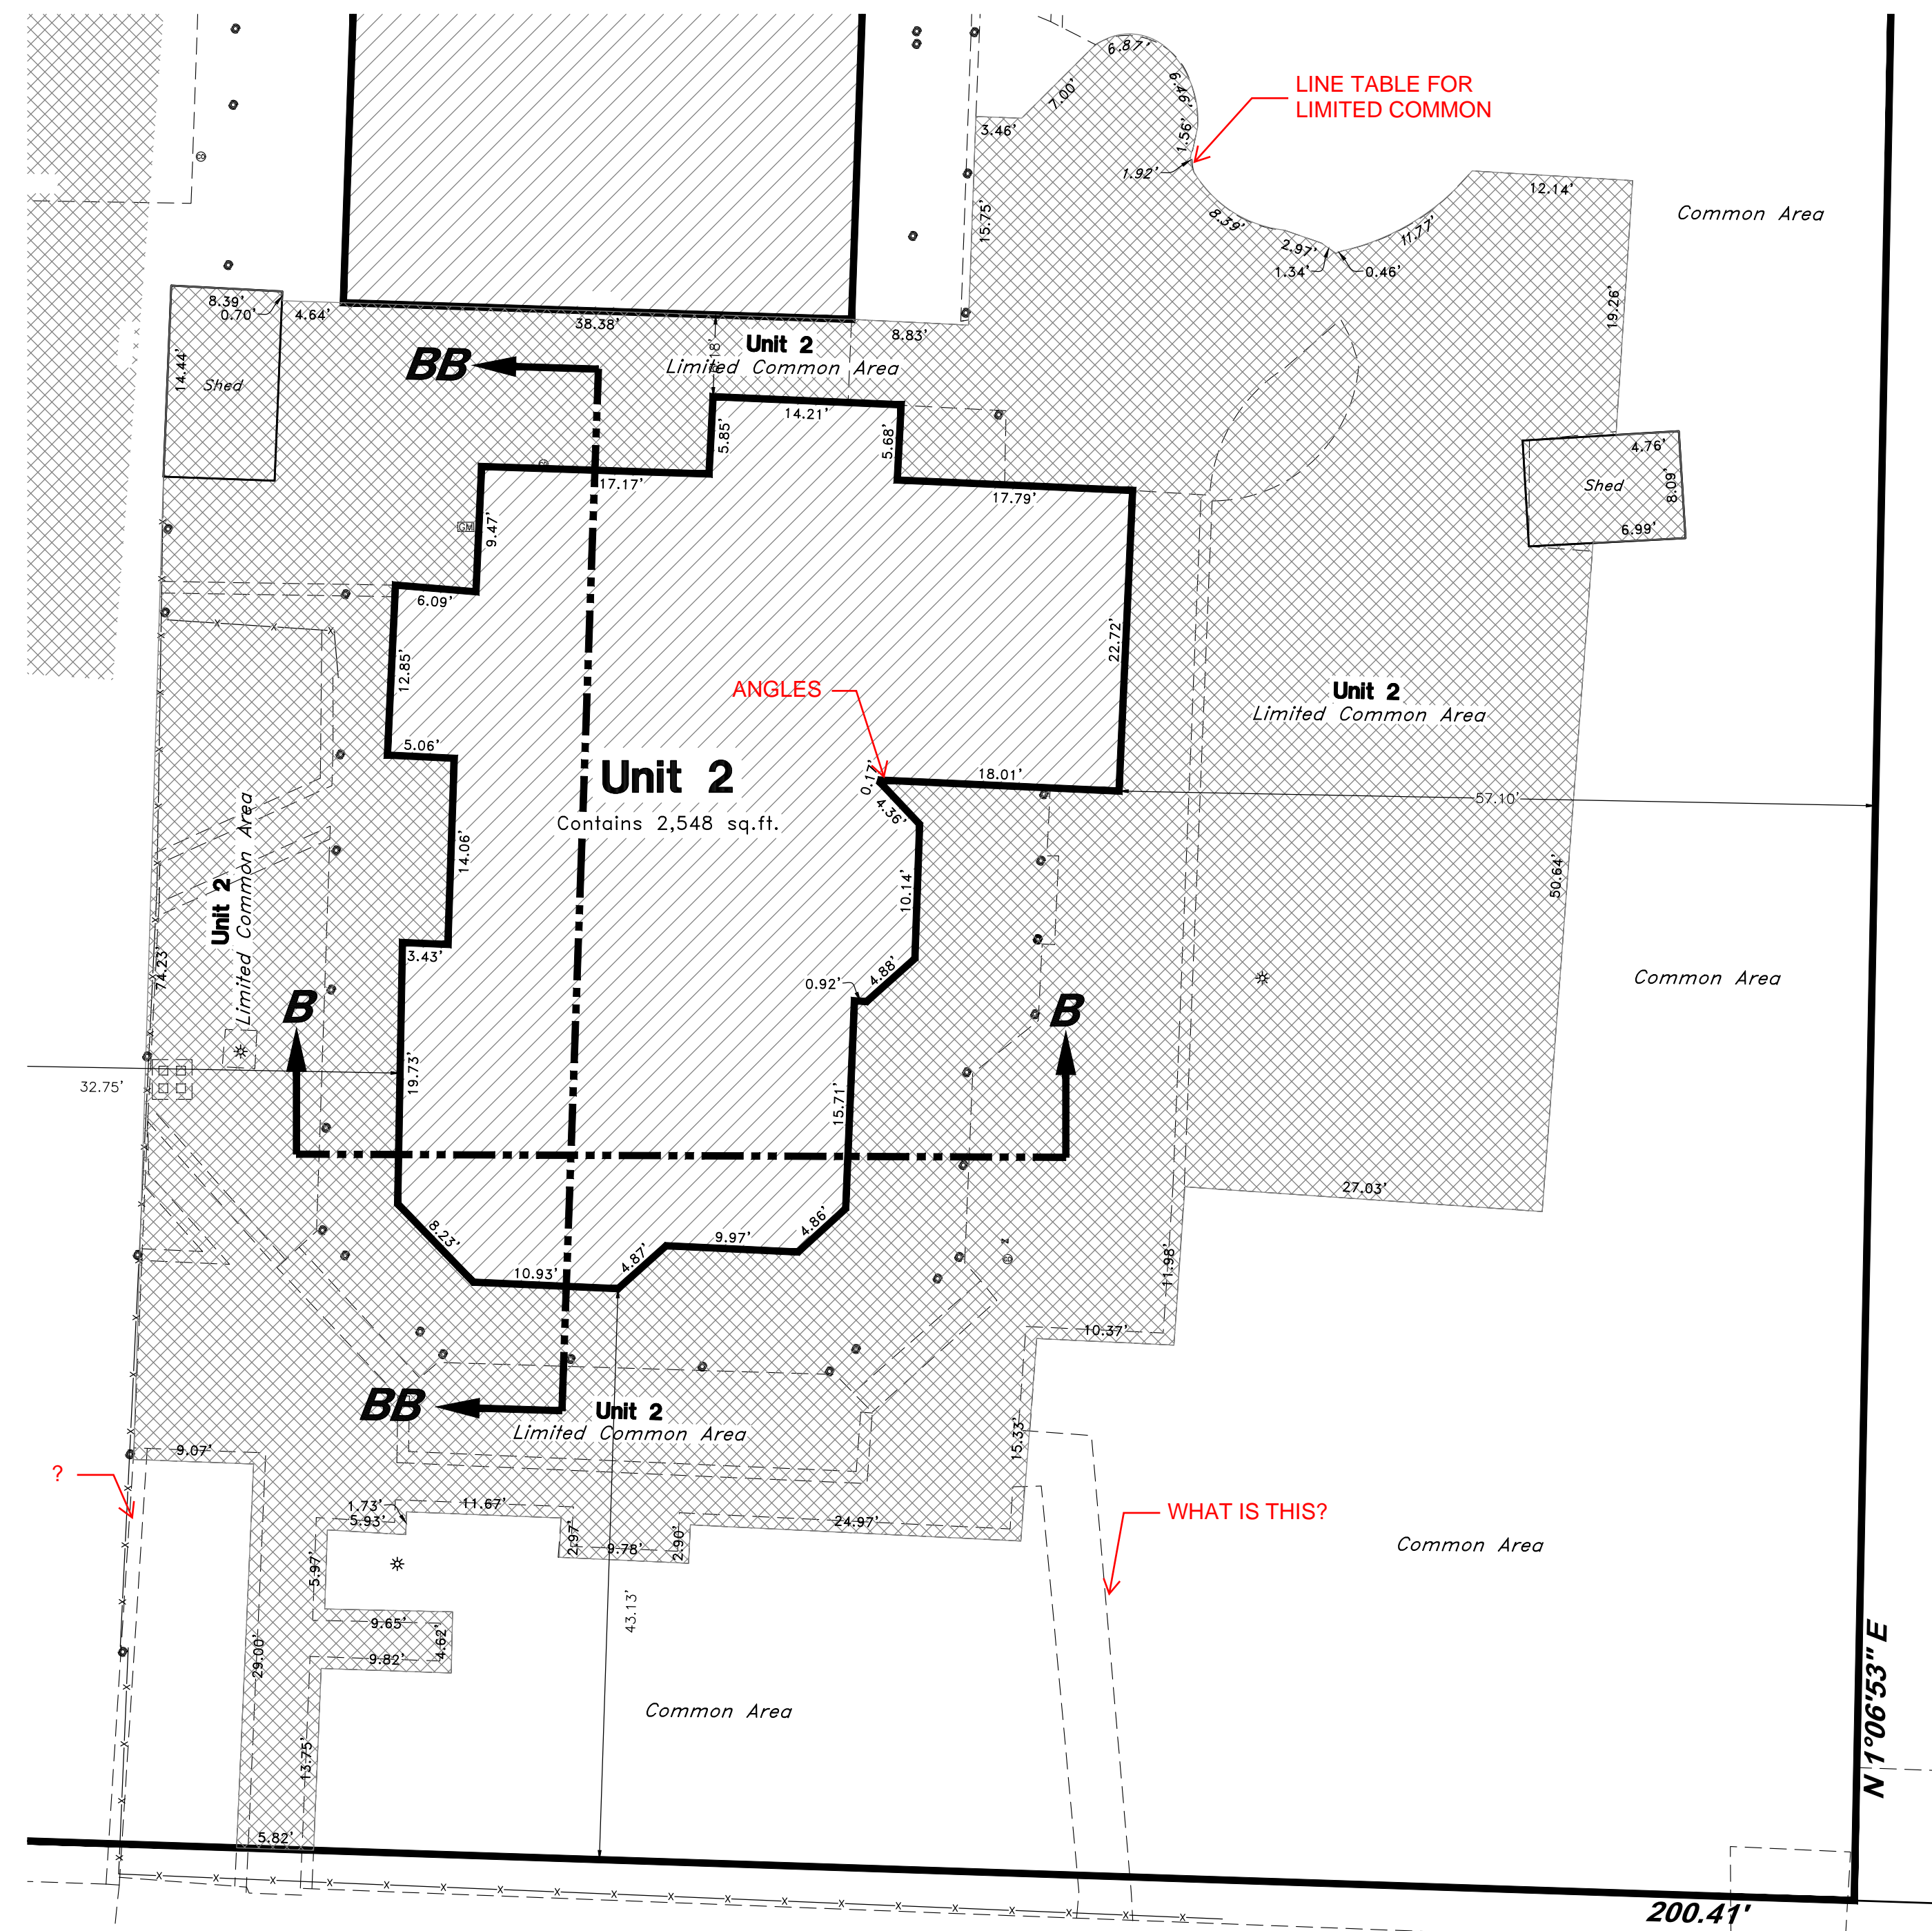 6.87'
LINE TABLE FOR
LIMITED COMMON
6.46'
7.00'
3.46'
1.56'
1.92'
12.14'
Common Area
15.75'
8.39'
2.97'
11.77'
1.34'
0.46'
8.39'
0.70'
4.64'
38.38'
8.83'
19.26'
14.44'
Shed
BB
Unit 2
Limited Common Area
14.21'
5.85'
5.68'
4.76'
Shed
8.09'
6.99'
17.17'
17.79'
GM
9.47'
6.09'
22.72'
12.85'
ANGLES
Unit 2
Limited Common Area
5.06'
Unit 2
Contains 2,548 sq.ft.
0.17'
18.01'
4.36'
57.10'
14.06'
10.14'
50.64'
Unit 2
Limited Common Area
3.43'
74.23'
4.88'
0.92'
Common Area
B
B
32.75'
19.73'
15.71'
27.03'
8.23'
4.86'
9.97'
4.87'
10.93'
11.98'
10.37'
BB
Unit 2
Limited Common Area
15.33'
9.07'
?
1.73'
11.67'
5.93'
24.97'
WHAT IS THIS?
2.97'
9.78'
2.90'
Common Area
5.97'
9.65'
4.62'
9.82'
29.00'
43.13'
Common Area
13.75'
5.82'
N 1°06'53" E
200.41'